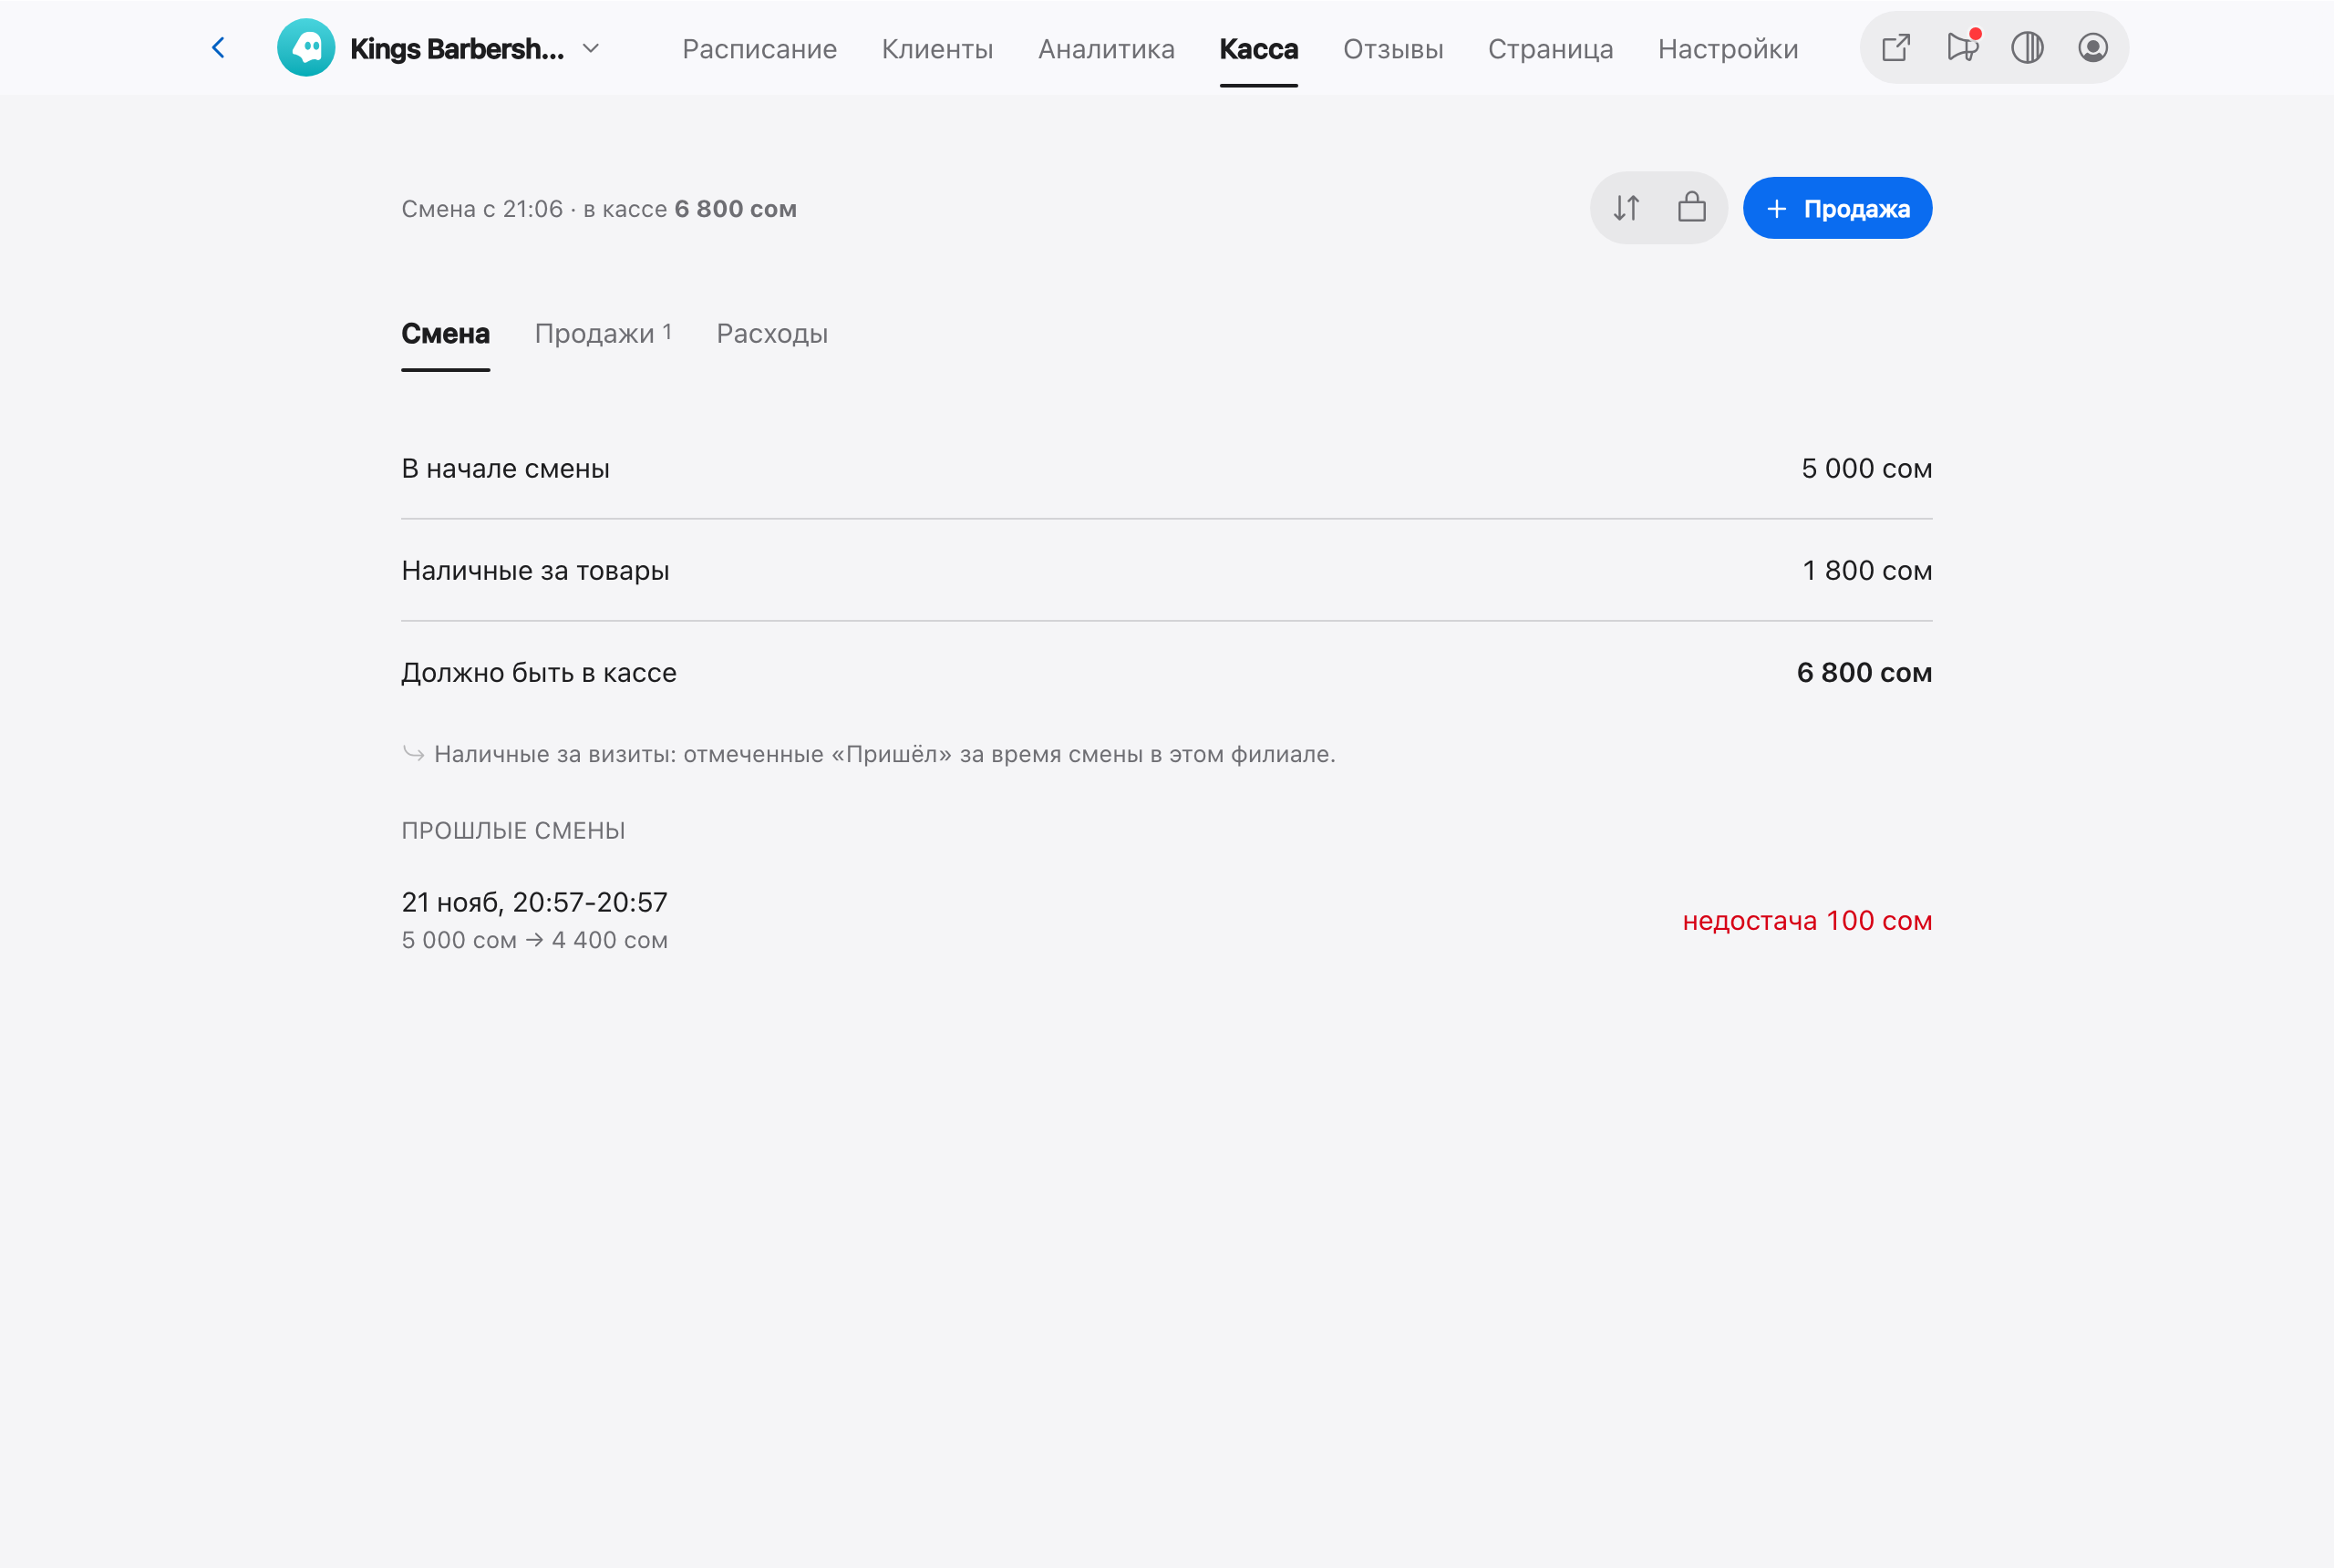 Kings Barbersh...
Расписание
Клиенты
Аналитика
Касса
Отзывы
Страница
Настройки
Смена с 21:06 · в кассе 6 800 сом
+ Продажа
Смена
Продажи 1
Расходы
В начале смены
5 000 сом
Наличные за товары
1 800 сом
Должно быть в кассе
6 800 сом
Наличные за визиты: отмеченные «Пришёл» за время смены в этом филиале.
ПРОШЛЫЕ СМЕНЫ
21 нояб, 20:57-20:57
5 000 сом → 4 400 сом
недостача 100 сом